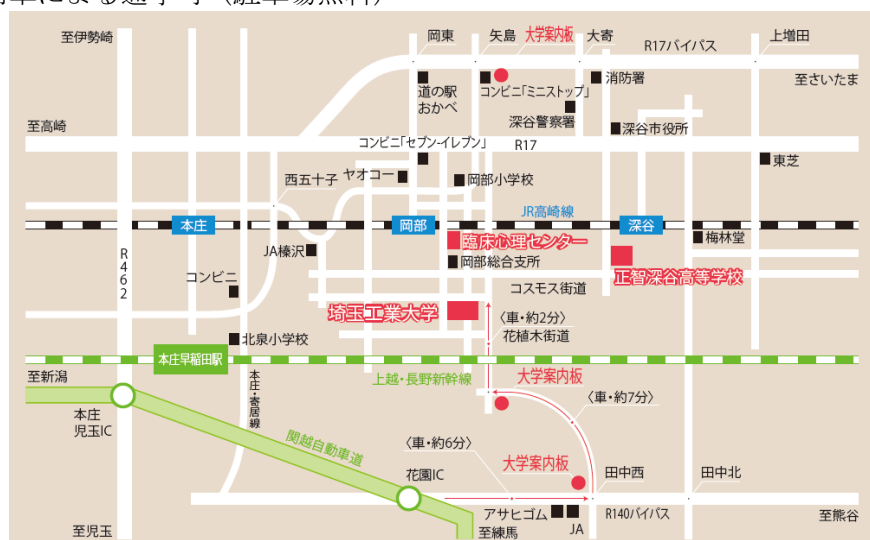 至伊勢崎
岡東
矢島
大学案内板
大寄
R17バイパス
上増田
道の駅
おかべ
コンビニ「ミニストップ」
消防署
至さいたま
深谷警察署
至高崎
深谷市役所
コンビニ「セブン-イレブン」
R17
東芝
西五十子
ヤオコー
岡部小学校
JR高崎線
本庄
岡部
深谷
臨床心理センター
梅林堂
R462
JA榛沢
岡部総合支所
正智深谷高等学校
コンビニ
コスモス街道
埼玉工業大学
〈車・約2分〉
花植木街道
北泉小学校
本庄早稲田駅
至新潟
本庄・寄居線
上越・長野新幹線
大学案内板
〈車・約7分〉
本庄
児玉IC
関越自動車道
〈車・約6分〉
大学案内板
花園IC
田中西
田中北
アサヒゴム
JA
R140バイパス
至熊谷
至児玉
至練馬